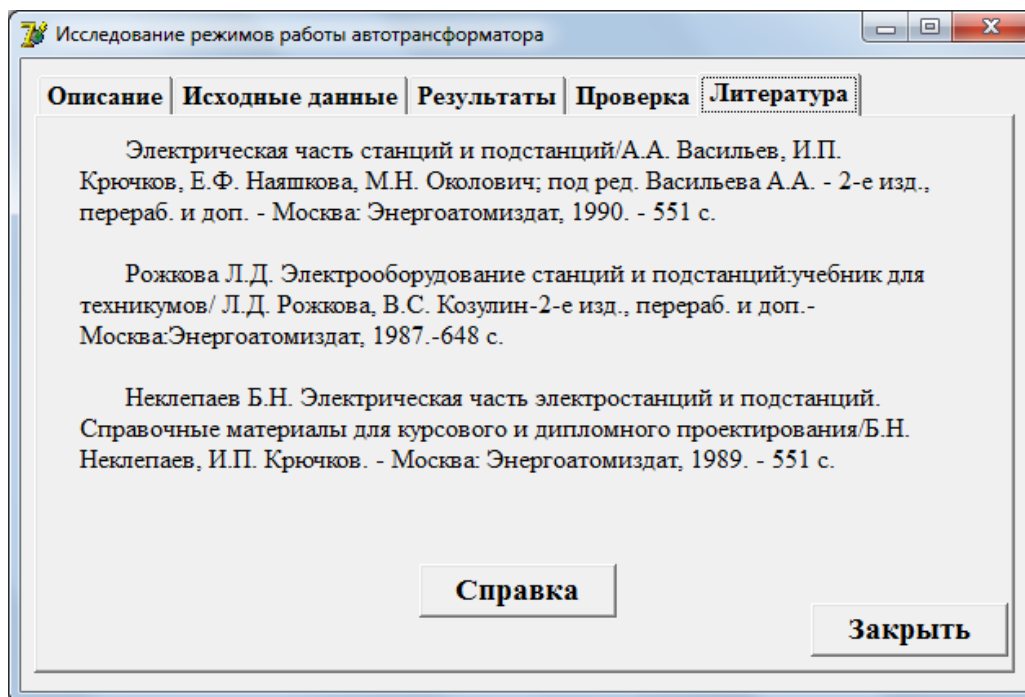 Исследование режимов работы автотрансформатора
Описание Исходные данные Результаты Проверка Литература
Электрическая часть станций и подстанций/А.А. Васильев, И.П.
Крючков, Е.Ф. Наяшкова, М.Н. Околович; под ред. Васильева А.А. - 2-е изд.,
перераб. и доп. - Москва: Энергоатомиздат, 1990. - 551 с.
Рожкова Л.Д. Электрооборудование станций и подстанций:учебник для
техникумов/ Л.Д. Рожкова, В.С. Козулин-2-е изд., перераб. и доп.-
Москва:Энергоатомиздат, 1987.-648 с.
Неклепаев Б.Н. Электрическая часть электростанций и подстанций.
Справочные материалы для курсового и дипломного проектирования/Б.Н.
Неклепаев, И.П. Крючков. - Москва: Энергоатомиздат, 1989. - 551 с.
Справка
Закрыть